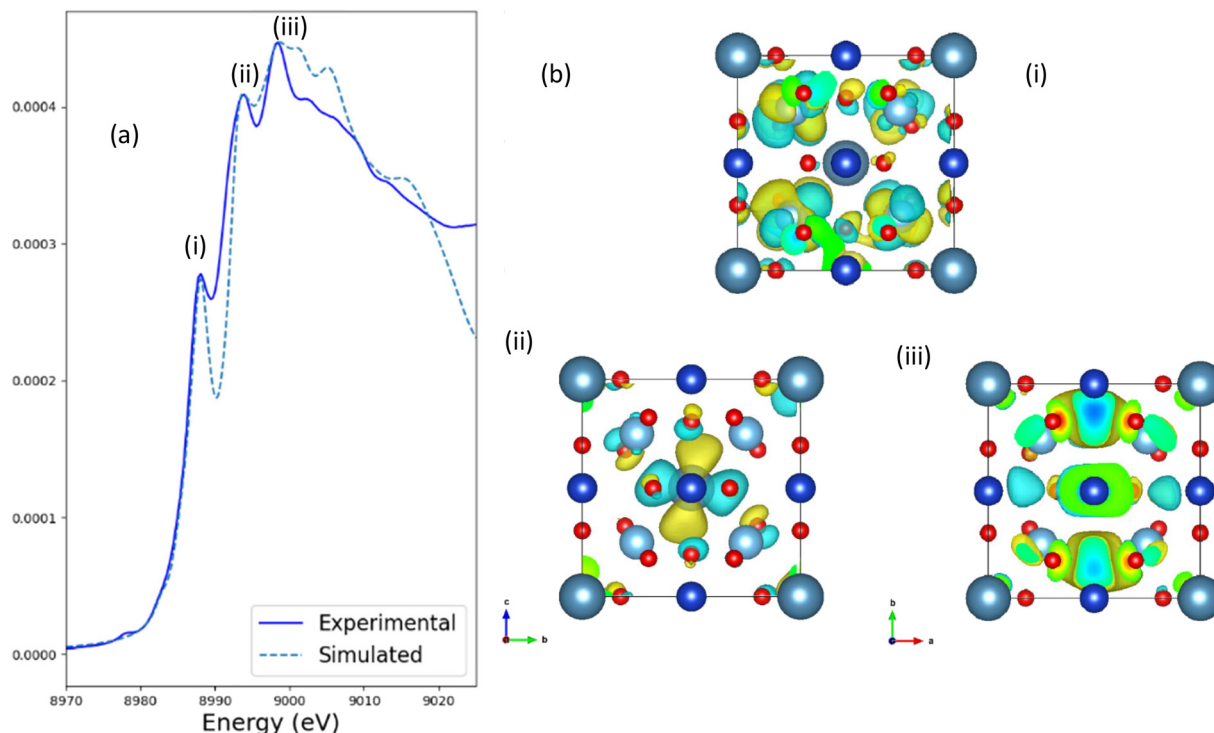 (iii)
(ii)
(a)
(i)
0.0004
0.0003
0.0002
0.0001
0.0000
Experimental
Simulated
8970
8980
8990
9000
9010
9020
Energy (eV)
(b)
(i)
(ii)
c
b
(iii)
b
a